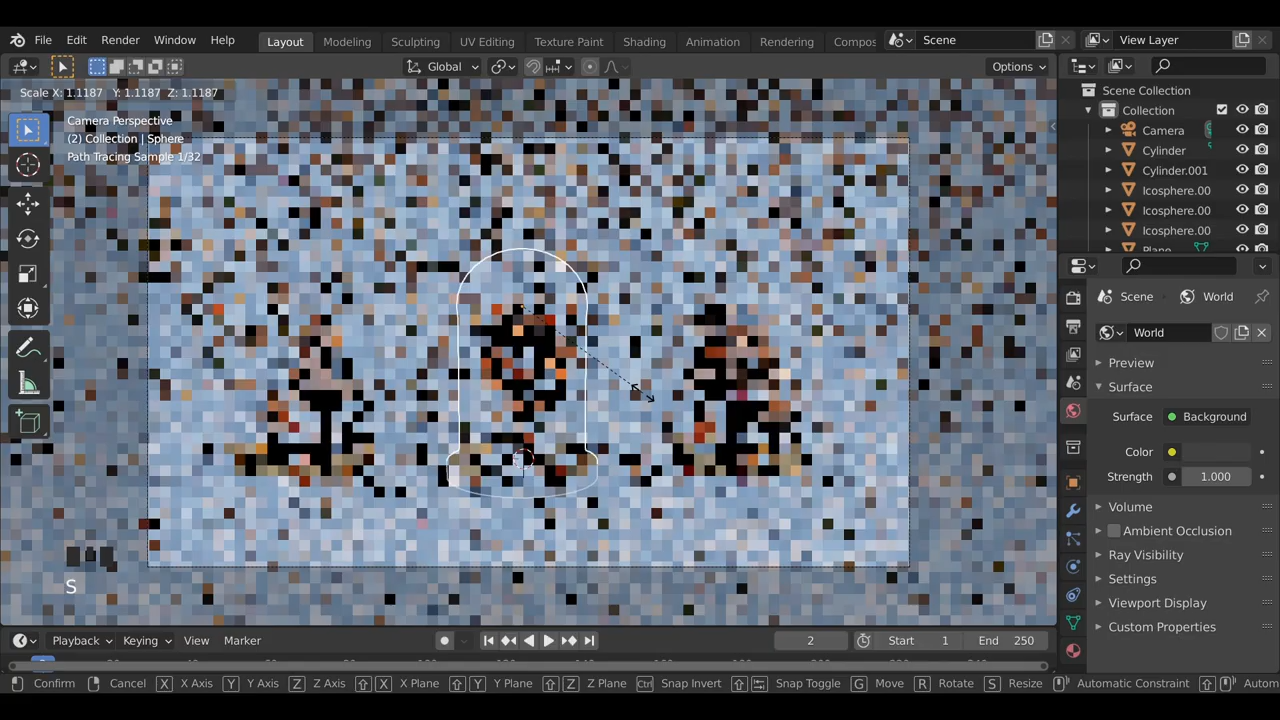 File Edit Render Window Help Layout Modeling Sculpting UV Editing Texture Paint Shading Animation Rendering Compos Scene View Layer
Global Options
Scale X: 1.1187 Y: 1.1187 Z: 1.1187
Camera Perspective
(2) Collection | Sphere
Path Tracing Sample 1/32
S
Scene Collection
Collection
Camera
Cylinder
Cylinder.001
Icosphere.00
Icosphere.00
Icosphere.00
Plane
Scene World
World
Preview
Surface
Surface Background
Color
Strength 1.000
Volume
Ambient Occlusion
Ray Visibility
Settings
Viewport Display
Custom Properties
Playback Keying View Marker 2 Start 1 End 250
Confirm Cancel X X Axis Y Y Axis Z Z Axis X X Plane Y Y Plane Z Z Plane Ctrl Snap Invert Snap Toggle G Move R Rotate S Resize Automatic Constraint Autom